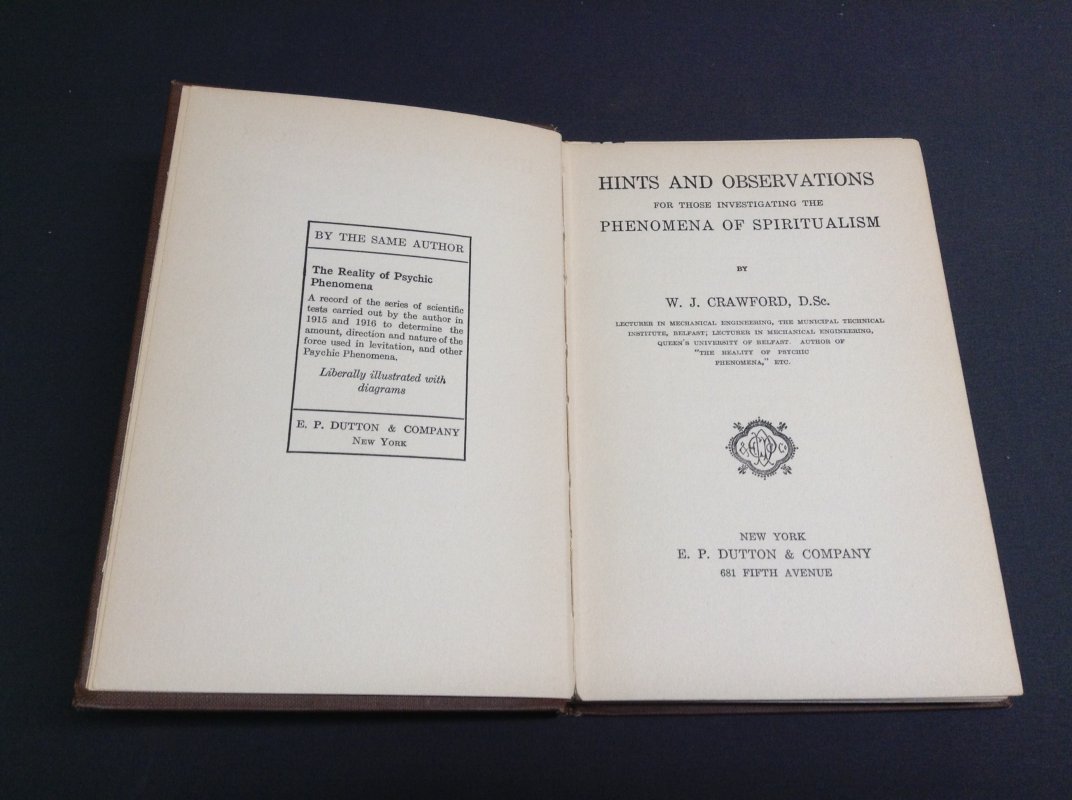 BY THE SAME AUTHOR
The Reality of Psychic
Phenomena
A record of the series of scientific
tests carried out by the author in
1915 and 1916 to determine the
amount, direction and nature of the
force used in levitation, and other
Psychic Phenomena.
Liberally illustrated with
diagrams
E. P. DUTTON & COMPANY
NEW YORK
HINTS AND OBSERVATIONS
FOR THOSE INVESTIGATING THE
PHENOMENA OF SPIRITUALISM
BY
W. J. CRAWFORD, D.Sc.
LECTURER IN MECHANICAL ENGINEERING, THE MUNICIPAL TECHNICAL
INSTITUTE, BELFAST; LECTURER IN MECHANICAL ENGINEERING,
QUEEN'S UNIVERSITY OF BELFAST. AUTHOR OF
"THE REALITY OF PSYCHIC
PHENOMENA," ETC.
NEW YORK
E. P. DUTTON & COMPANY
681 FIFTH AVENUE